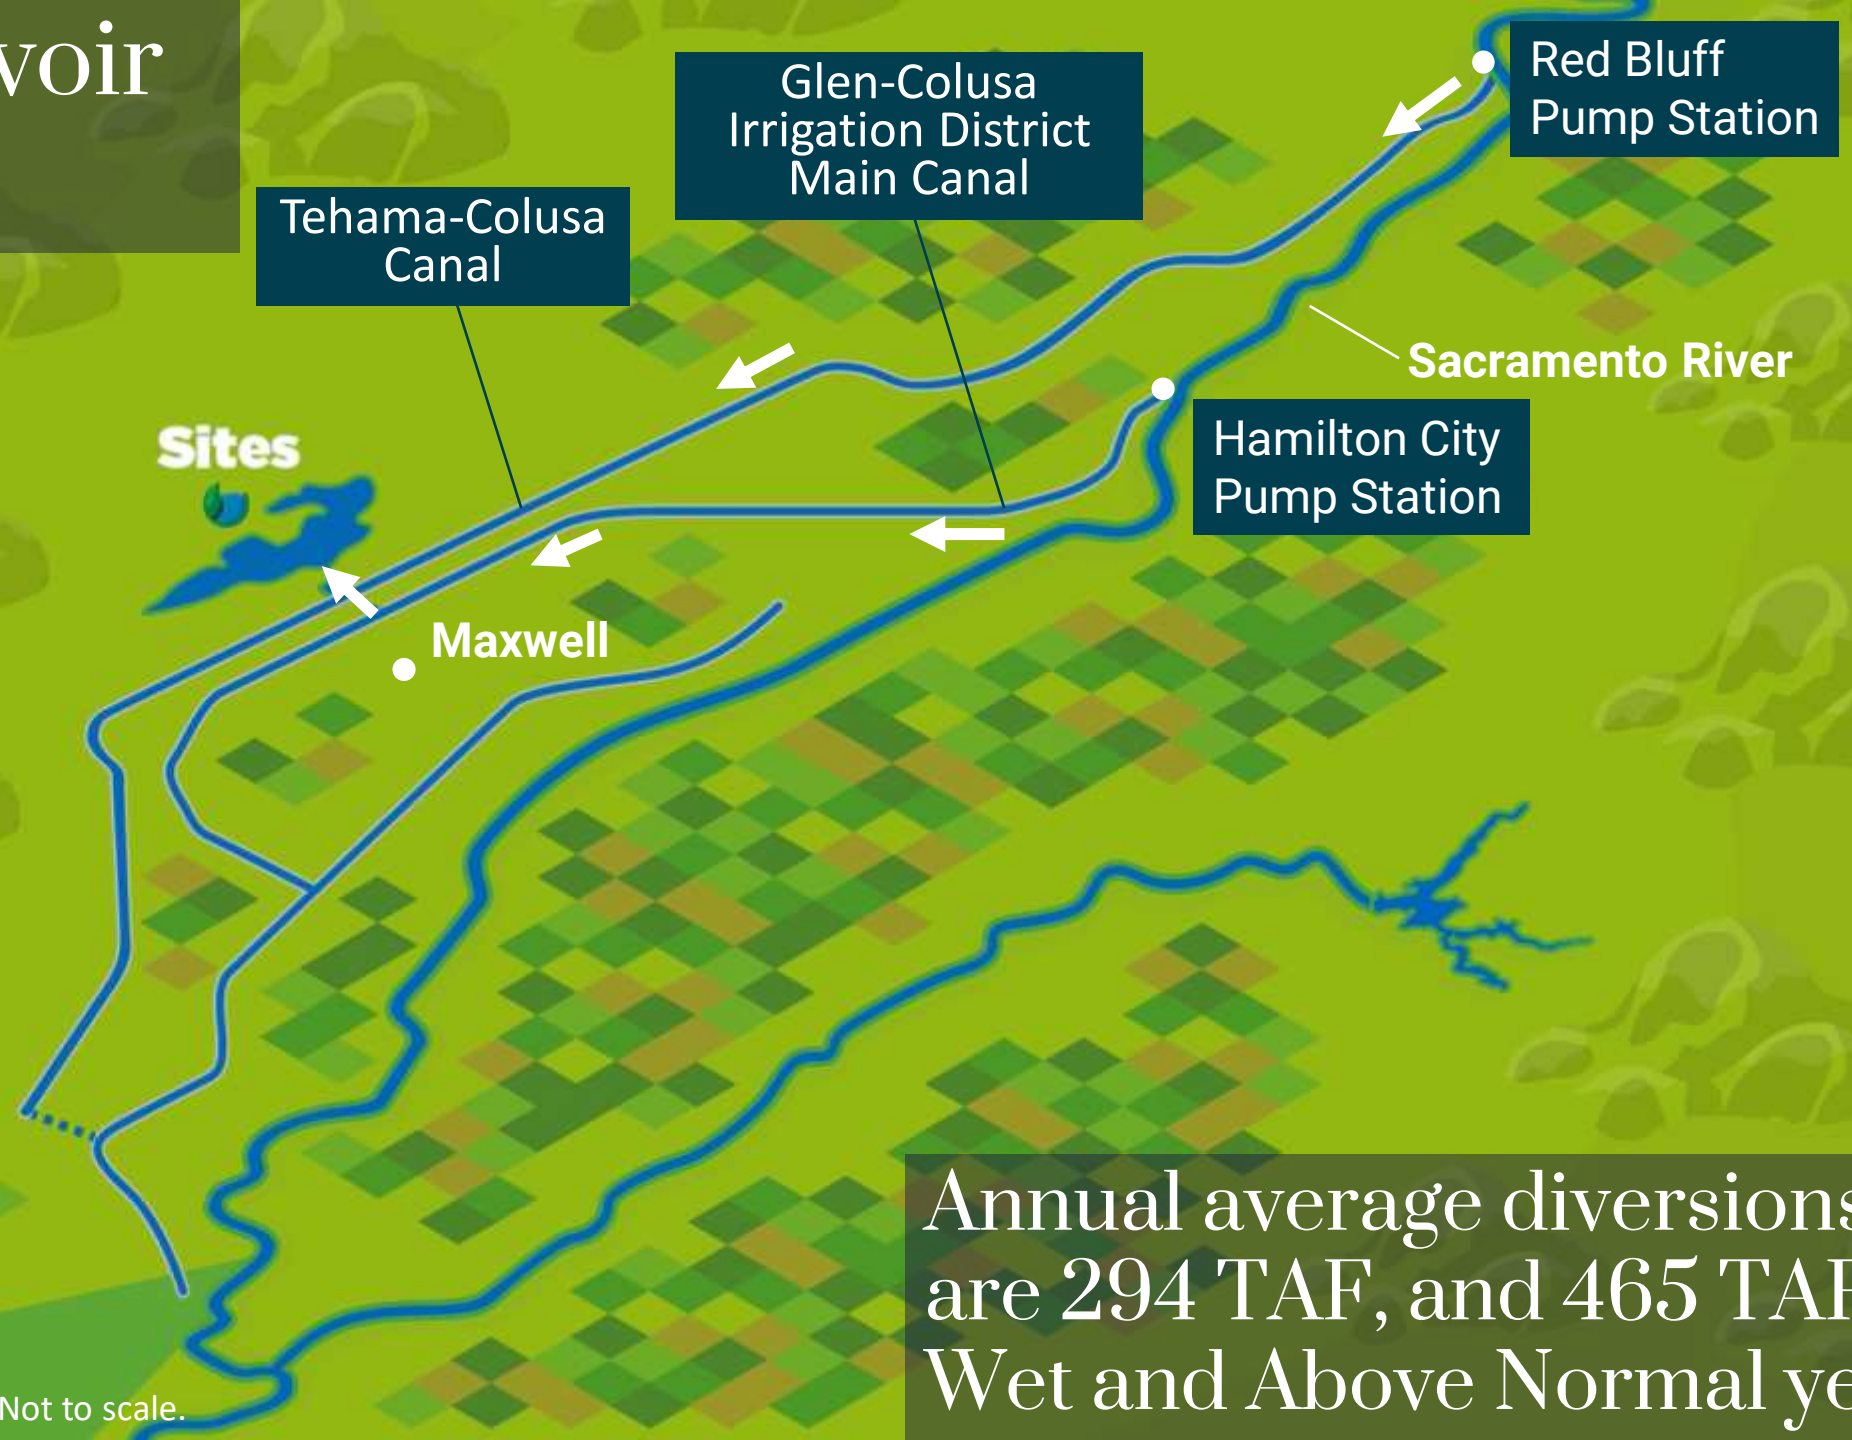 voir
Red Bluff
Pump Station
Glen-Colusa
Irrigation District
Main Canal
Tehama-Colusa
Canal
Sacramento River
Hamilton City
Pump Station
Sites
Maxwell
Annual average diversions
are 294 TAF, and 465 TAF
Wet and Above Normal ye
Not to scale.